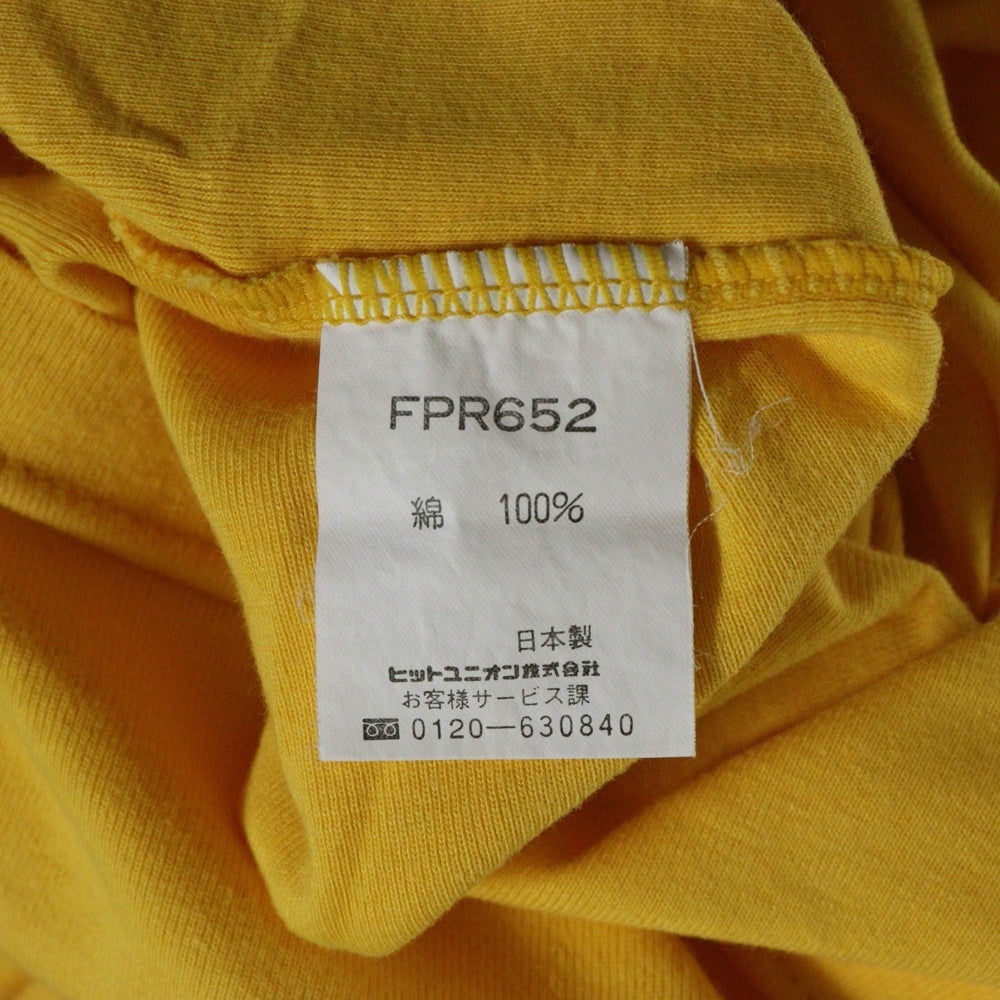 FPR652
綿 100%
日本製
ヒットユニオン株式会社
お客様サービス課
0120—630840